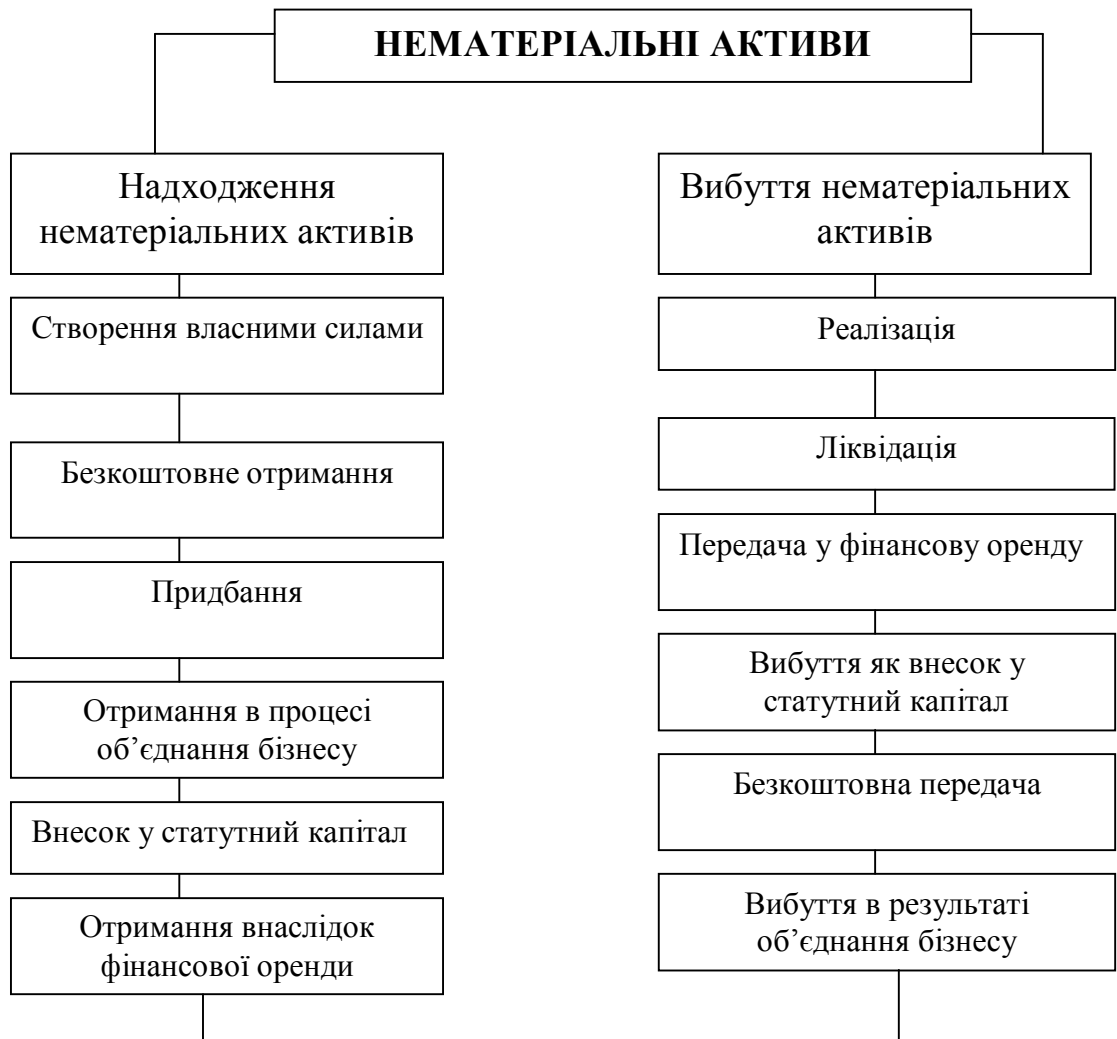 НЕМАТЕРІАЛЬНІ АКТИВИ
Надходження
нематеріальних активів
Створення власними силами
Безкоштовне отримання
Придбання
Отримання в процесі
об’єднання бізнесу
Внесок у статутний капітал
Отримання внаслідок
фінансової оренди
Вибуття нематеріальних
активів
Реалізація
Ліквідація
Передача у фінансову оренду
Вибуття як внесок у
статутний капітал
Безкоштовна передача
Вибуття в результаті
об’єднання бізнесу